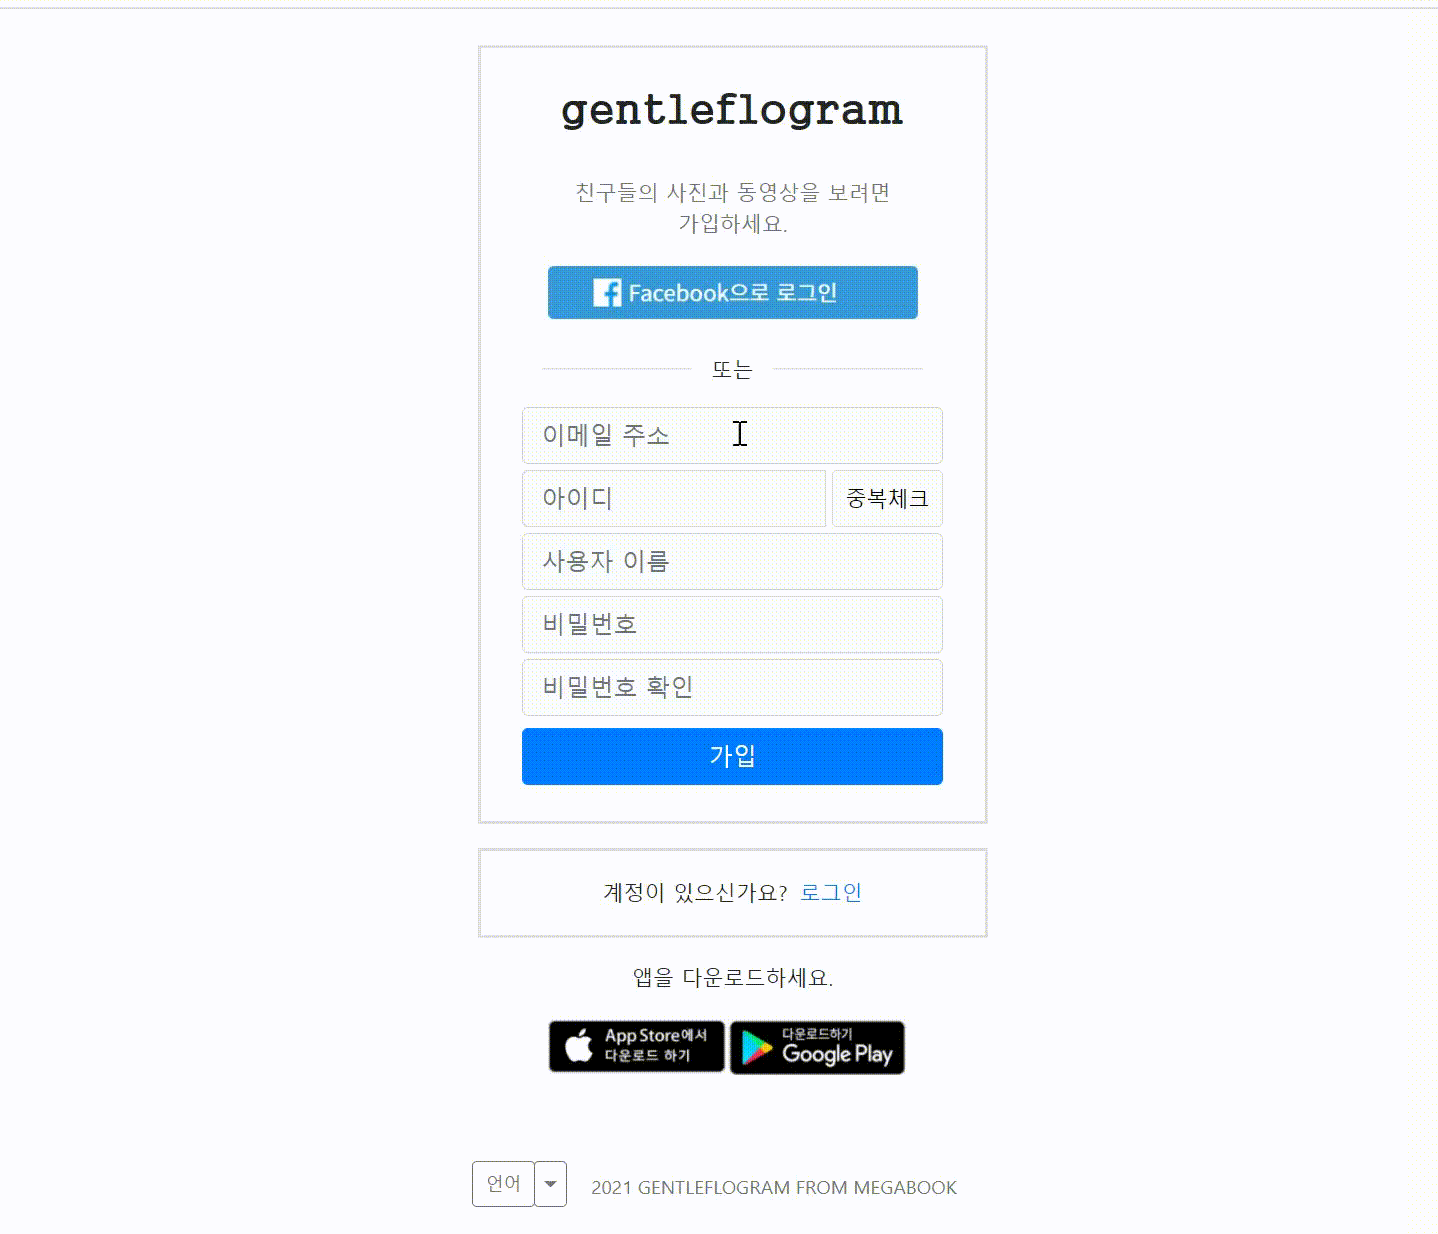 gentleflogram
친구들의 사진과 동영상을 보려면
가입하세요.
Facebook으로 로그인
또는
이메일 주소
아이디
중복체크
사용자 이름
비밀번호
비밀번호 확인
가입
계정이 있으신가요? 로그인
앱을 다운로드하세요.
App Store에서
다운로드 하기
다운로드하기
Google Play
언어
2021 GENTLEFLOGRAM FROM MEGABOOK